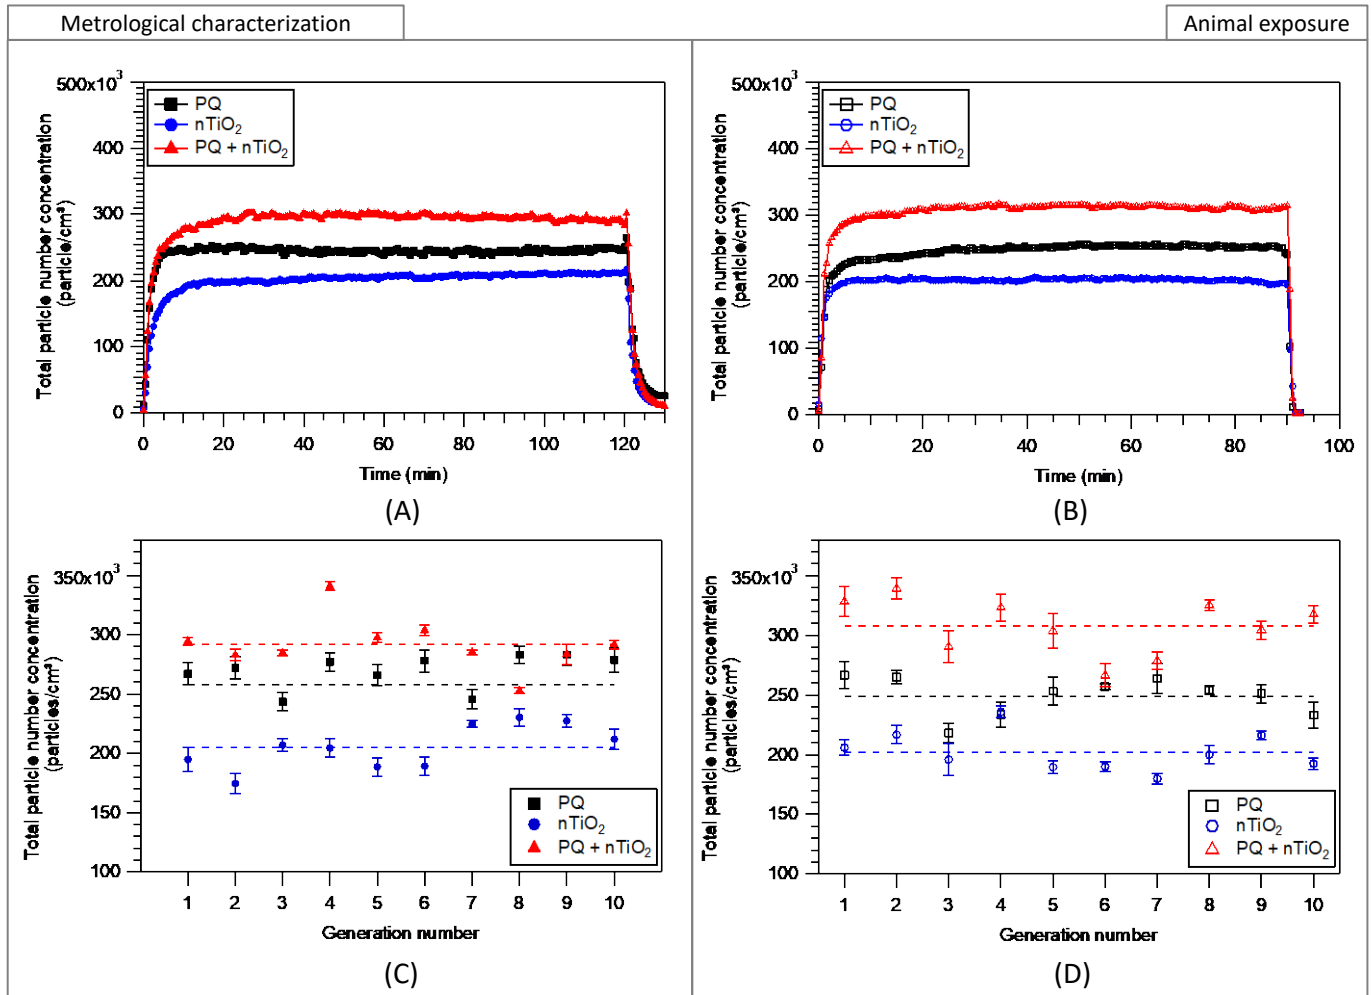 Metrological characterization
Animal exposure
500x10³
400
300
200
100
0
Total particle number concentration
(particle/cm³)
PQ
nTiO₂
PQ + nTiO₂
0 20 40 60 80 100 120
Time (min)
(A)
500x10³
400
300
200
100
0
Total particle number concentration
(particle/cm³)
PQ
nTiO₂
PQ + nTiO₂
0 20 40 60 80 100
Time (min)
(B)
350x10³
300
250
200
150
100
Total particle number concentration
(particles/cm³)
PQ
nTiO₂
PQ + nTiO₂
1 2 3 4 5 6 7 8 9 10
Generation number
(C)
350x10³
300
250
200
150
100
Total particle number concentration
(particles/cm³)
PQ
nTiO₂
PQ + nTiO₂
1 2 3 4 5 6 7 8 9 10
Generation number
(D)